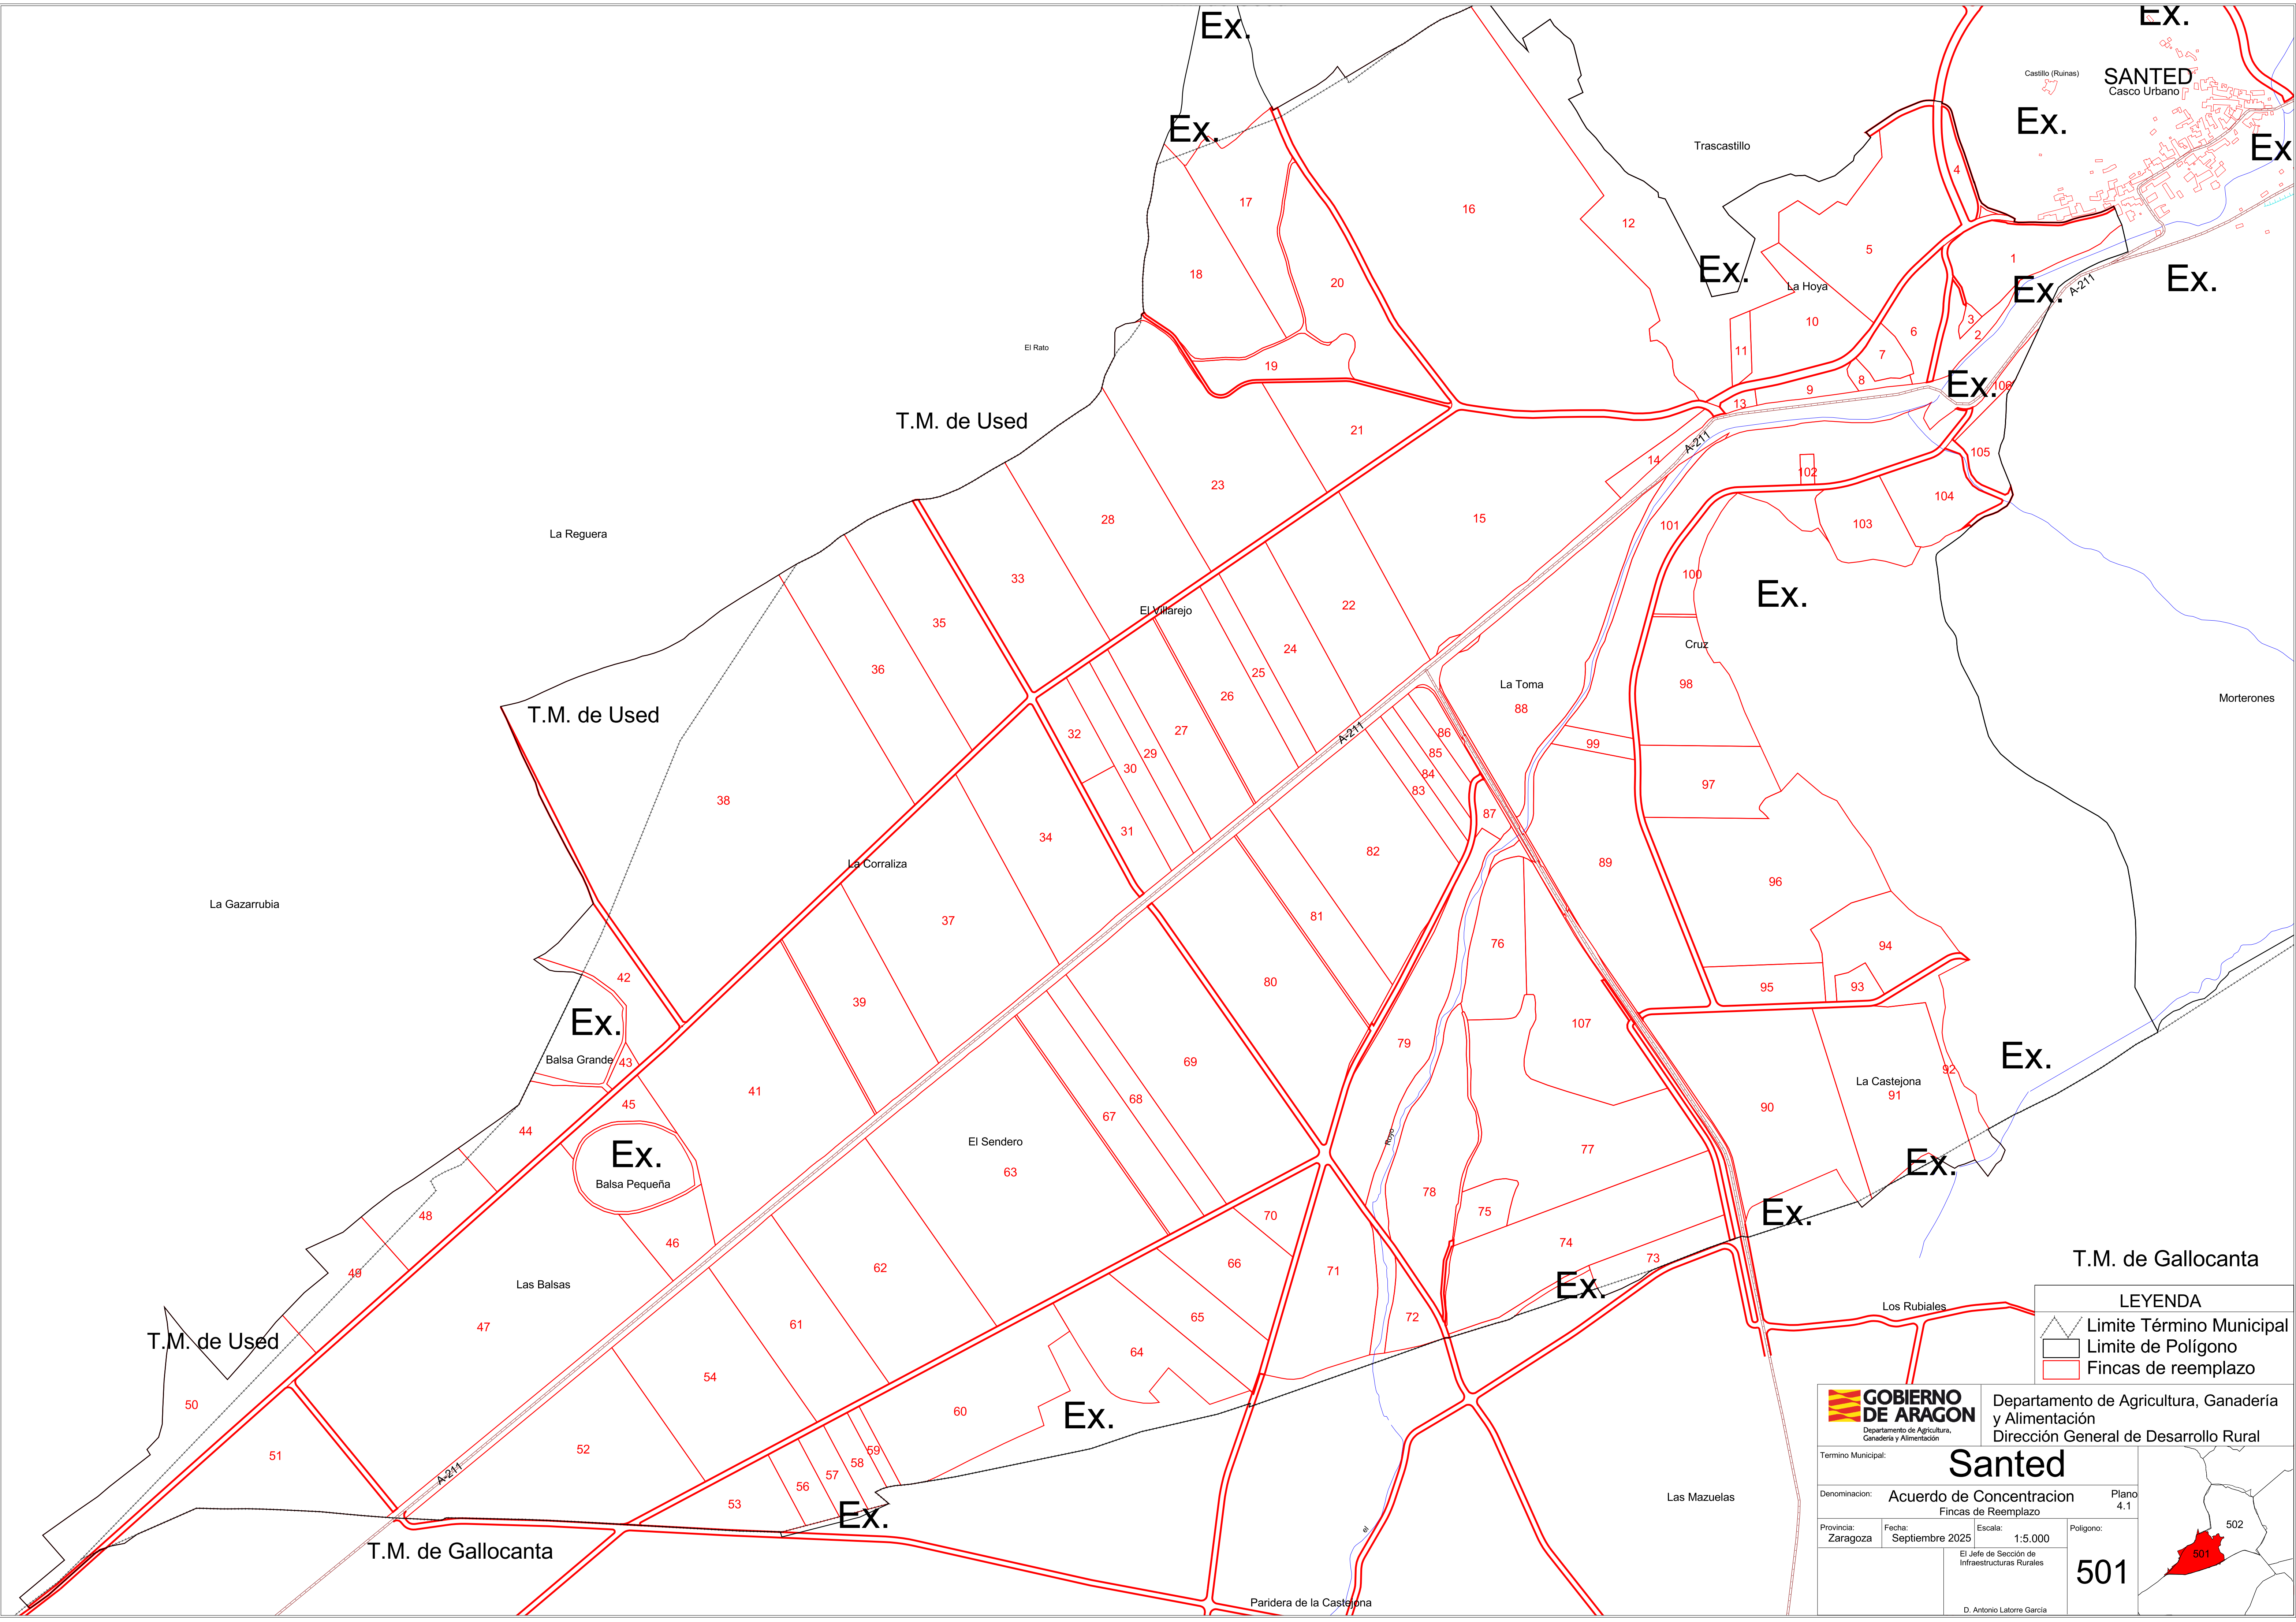 Ex.
Ex.
Castillo (Ruinas)
SANTED
Casco Urbano
Ex.
Ex.
Ex
Trascastillo
4
17
16
12
5
1
18
20
Ex.
Ex.
Ex.
A-211
La Hoya
10
6
3
2
El Rato
11
7
19
8
9
Ex.
106
13
T.M. de Used
21
A-211
14
105
102
23
104
28
15
101
103
La Reguera
33
100
Ex.
22
El Villarejo
35
Cruz
24
36
25
98
La Toma
26
88
Morterones
T.M. de Used
32
27
86
A-211
99
29
85
30
84
97
83
38
87
31
34
82
89
La Corraliza
96
La Gazarrubia
81
37
76
94
42
80
95
93
39
Ex.
107
79
Balsa Grande
43
69
Ex.
92
La Castejona
91
41
45
68
90
67
44
Royo
El Sendero
77
Ex.
Balsa Pequeña
63
Ex.
78
75
48
70
Ex.
46
74
T.M. de Gallocanta
73
62
66
49
71
Las Balsas
Ex.
Los Rubiales
47
61
65
72
T.M. de Used
64
54
50
60
Ex.
52
59
51
58
A-211
57
56
53
Las Mazuelas
Ex.
el
T.M. de Gallocanta
Paridera de la Castejona
LEYENDA
Limite Término Municipal
Limite de Polígono
Fincas de reemplazo
GOBIERNO
DE ARAGON
Departamento de Agricultura,
Ganadería y Alimentación
Departamento de Agricultura, Ganadería
y Alimentación
Dirección General de Desarrollo Rural
Termino Municipal:
Santed
Denominacion:
Acuerdo de Concentracion
Fincas de Reemplazo
Plano
4.1
Provincia:
Zaragoza
Fecha:
Septiembre 2025
Escala:
1:5.000
Poligono:
501
El Jefe de Sección de
Infraestructuras Rurales
D. Antonio Latorre García
502
501